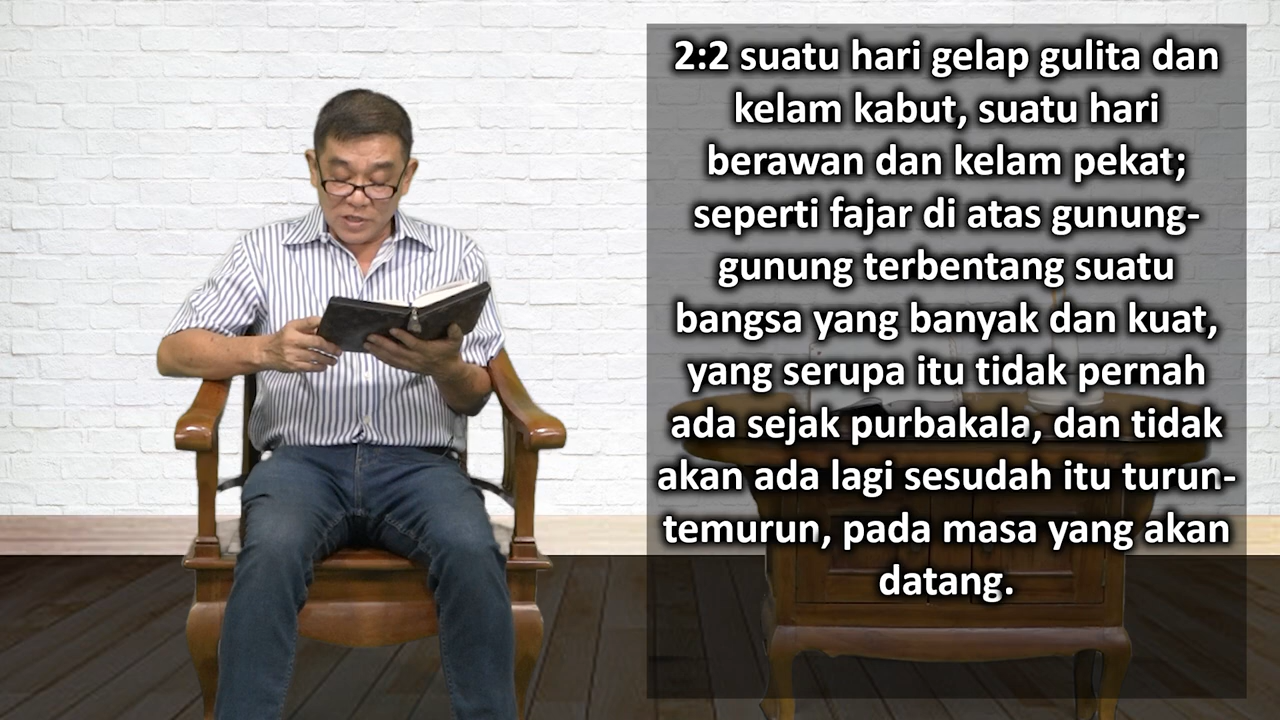 2:2 suatu hari gelap gulita dan
kelam kabut, suatu hari
berawan dan kelam pekat;
seperti fajar di atas gunung-
gunung terbentang suatu
bangsa yang banyak dan kuat,
yang serupa itu tidak pernah
ada sejak purbakala, dan tidak
akan ada lagi sesudah itu turun-
temurun, pada masa yang akan
datang.